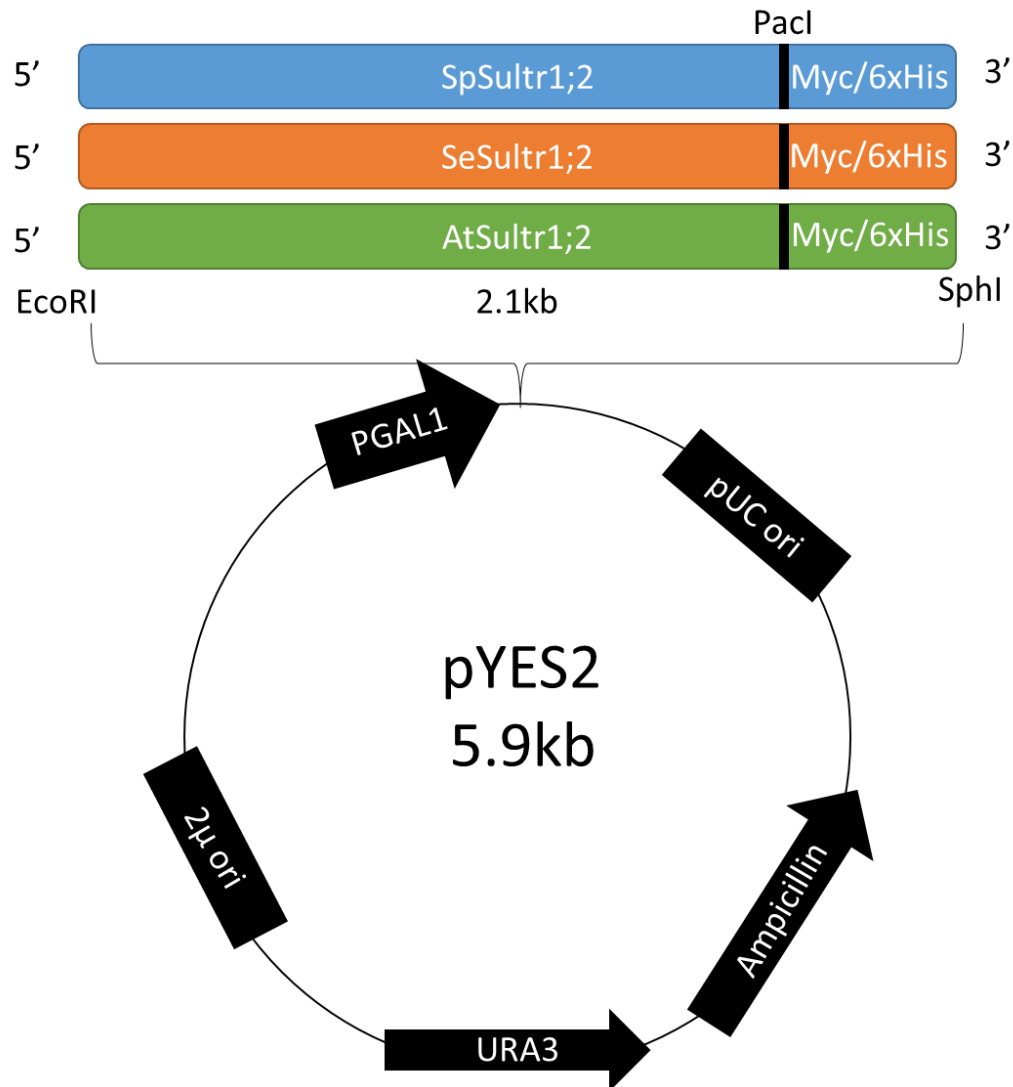 PacI
5’ SpSultr1;2 Myc/6xHis 3’
5’ SeSultr1;2 Myc/6xHis 3’
5’ AtSultr1;2 Myc/6xHis 3’
EcoRI 2.1kb SphI
PGAL1
pUC ori
pYES2
5.9kb
2µ ori
Ampicillin
URA3